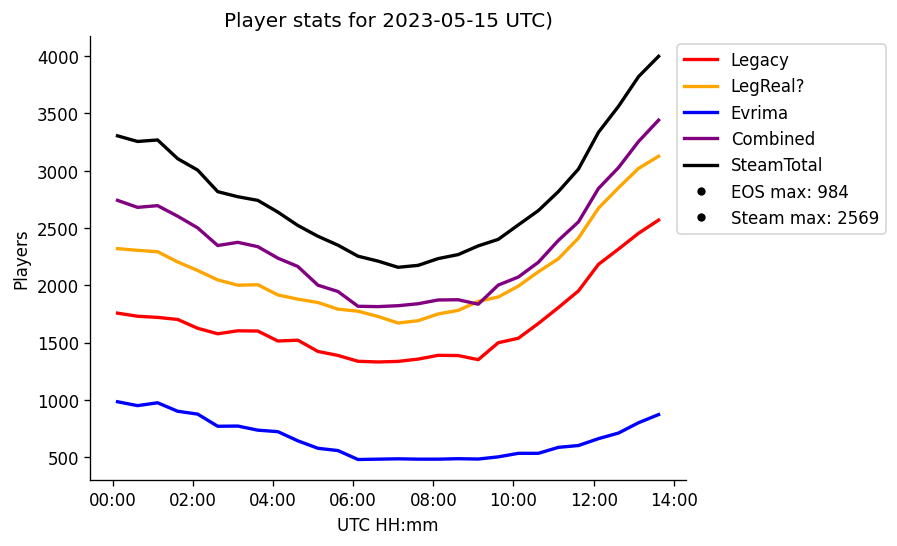 Player stats for 2023-05-15 UTC)
Players
4000
3500
3000
2500
2000
1500
1000
500
00:00 02:00 04:00 06:00 08:00 10:00 12:00 14:00
UTC HH:mm
Legacy
LegReal?
Evrima
Combined
SteamTotal
EOS max: 984
Steam max: 2569